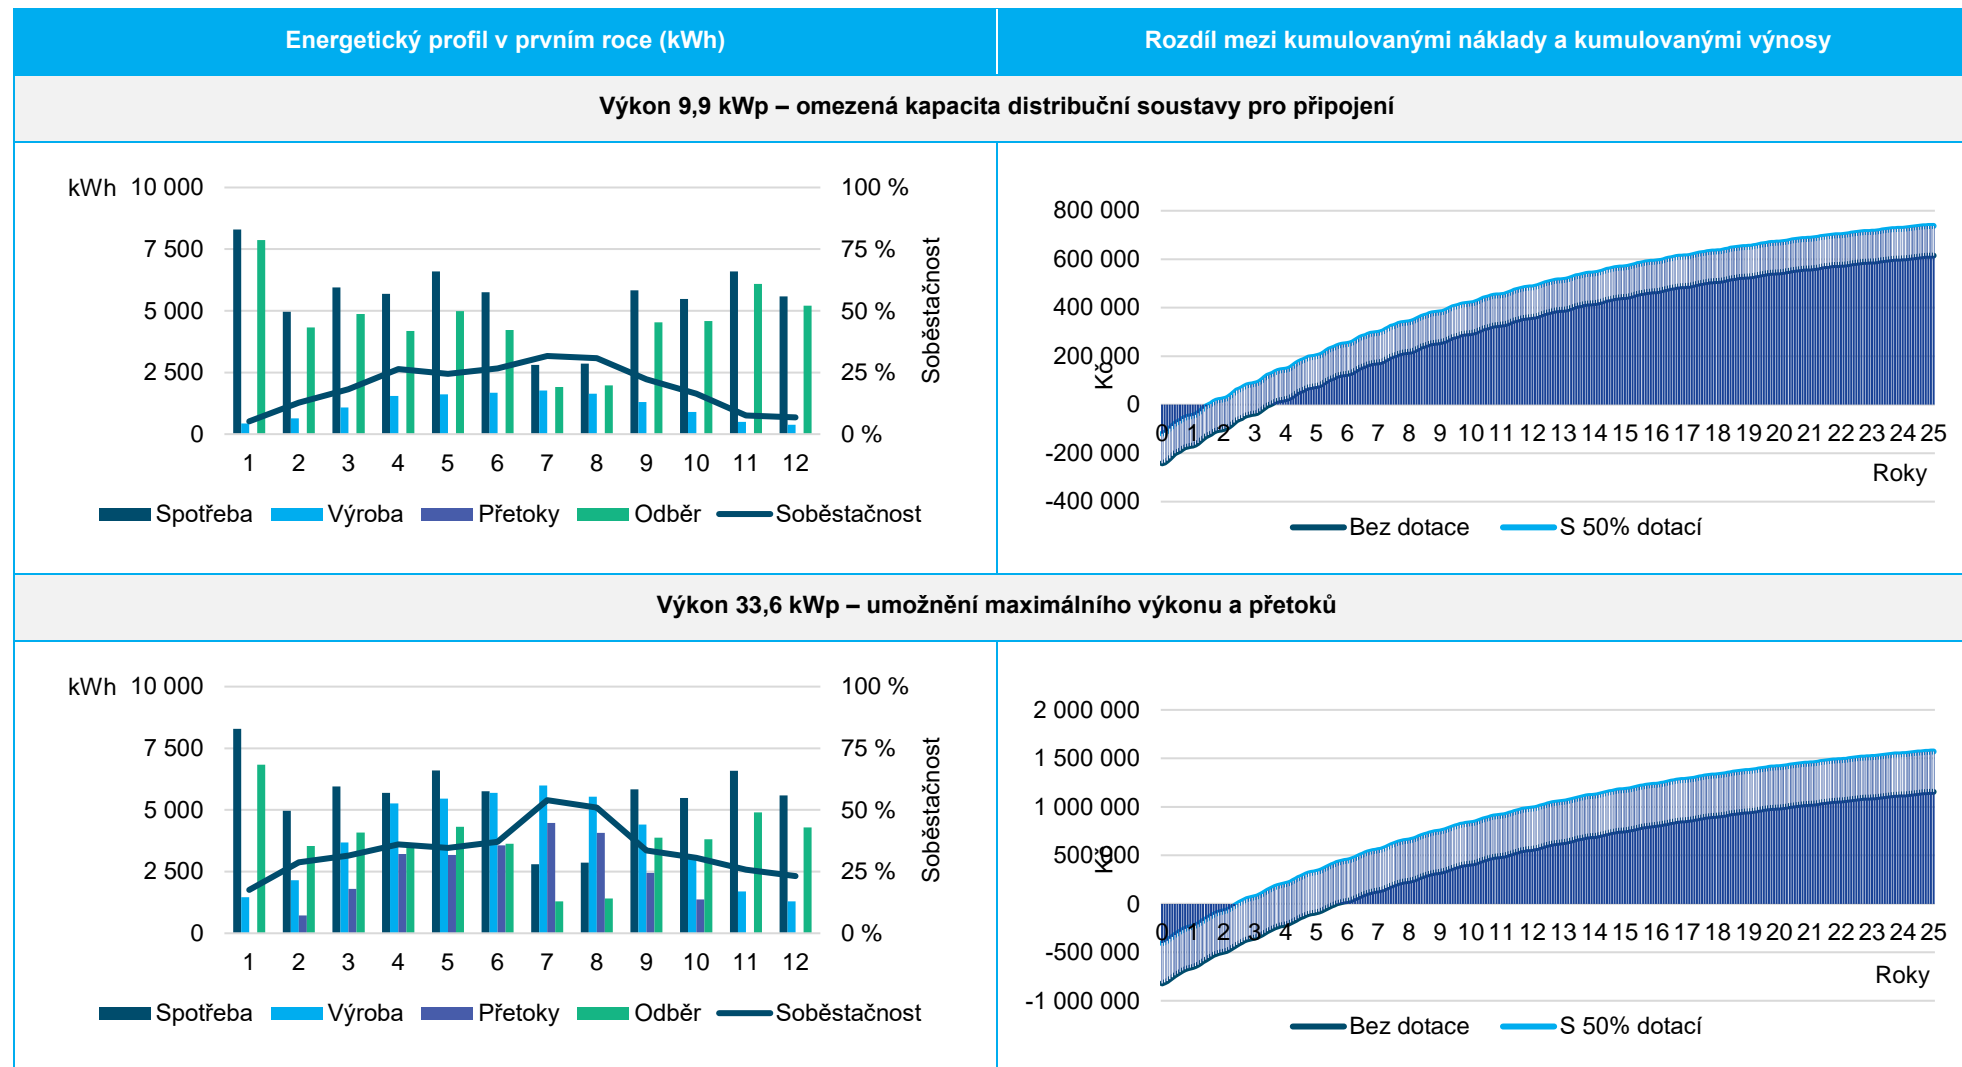 Energetický profil v prvním roce (kWh)
Rozdíl mezi kumulovanými náklady a kumulovanými výnosy
Výkon 9,9 kWp – omezená kapacita distribuční soustavy pro připojení
kWh
10 000
7 500
5 000
2 500
0
100 %
75 %
50 %
25 %
0 %
Soběstačnost
1 2 3 4 5 6 7 8 9 10 11 12
Spotřeba Výroba Přetoky Odběr Soběstačnost
800 000
600 000
400 000
200 000
0
-200 000
-400 000
Kč
0 1 2 3 4 5 6 7 8 9 10 11 12 13 14 15 16 17 18 19 20 21 22 23 24 25
Roky
Bez dotace S 50% dotací
Výkon 33,6 kWp – umožnění maximálního výkonu a přetoků
kWh
10 000
7 500
5 000
2 500
0
100 %
75 %
50 %
25 %
0 %
Soběstačnost
1 2 3 4 5 6 7 8 9 10 11 12
Spotřeba Výroba Přetoky Odběr Soběstačnost
2 000 000
1 500 000
1 000 000
500 000
0
-500 000
-1 000 000
Kč
0 1 2 3 4 5 6 7 8 9 10 11 12 13 14 15 16 17 18 19 20 21 22 23 24 25
Roky
Bez dotace S 50% dotací